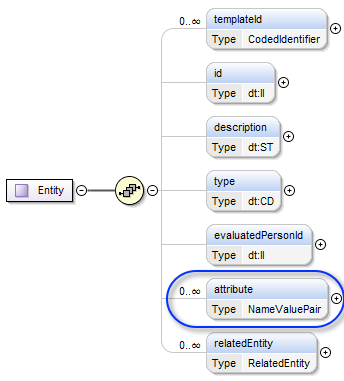 0..∞
templateId
Type CodedIdentifier
id
Type dt:II
description
Type dt:ST
type
Type dt:CD
Entity
evaluatedPersonId
Type dt:II
0..∞
attribute
Type NameValuePair
0..∞
relatedEntity
Type RelatedEntity